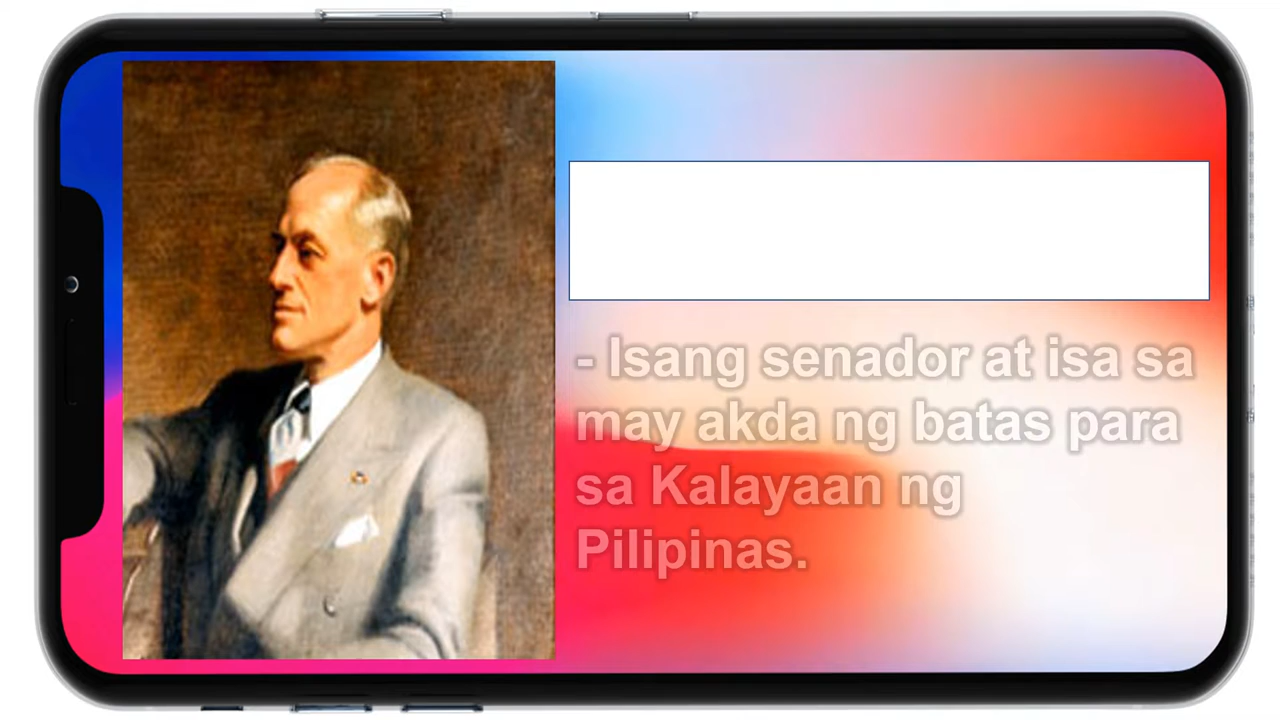 - Isang senador at isa sa
may akda ng batas para
sa Kalayaan ng
Pilipinas.